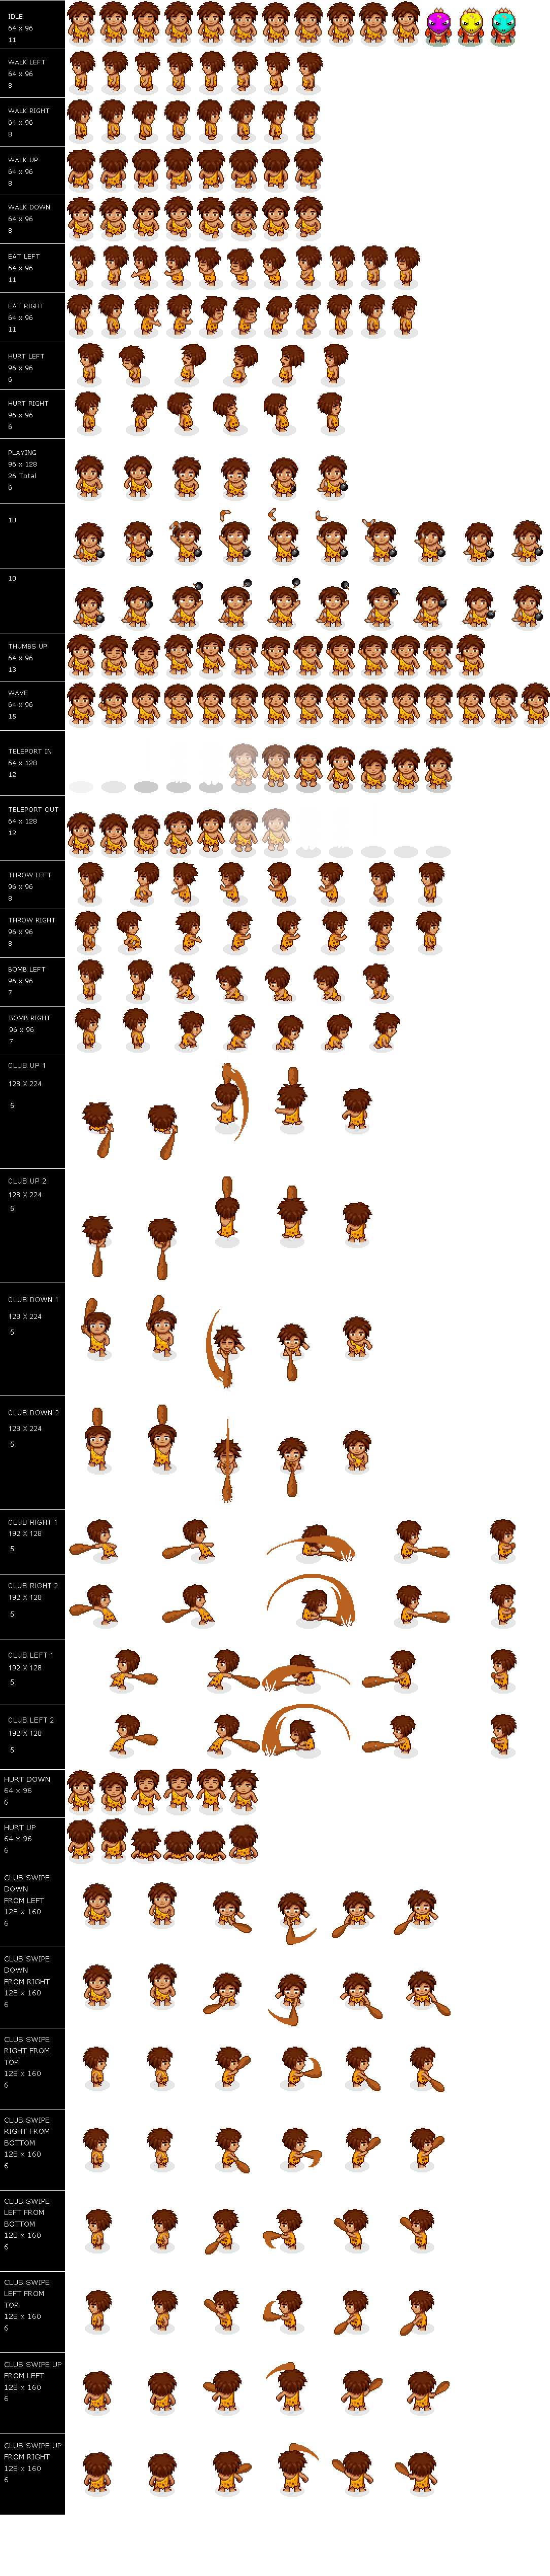 IDLE
64 x 96
11
WALK LEFT
64 x 96
8
WALK RIGHT
64 x 96
8
WALK UP
64 x 96
8
WALK DOWN
64 x 96
8
EAT LEFT
64 x 96
11
EAT RIGHT
64 x 96
11
HURT LEFT
96 x 96
6
HURT RIGHT
96 x 96
6
PLAYING
96 x 128
26 Total
6
10
10
THUMBS UP
64 x 96
13
WAVE
64 x 96
15
TELEPORT IN
64 x 128
12
TELEPORT OUT
64 x 128
12
THROW LEFT
96 x 96
8
THROW RIGHT
96 x 96
8
BOMB LEFT
96 x 96
7
BOMB RIGHT
96 x 96
7
CLUB UP 1
128 X 224
5
CLUB UP 2
128 X 224
5
CLUB DOWN 1
128 X 224
5
CLUB DOWN 2
128 X 224
5
CLUB RIGHT 1
192 X 128
5
CLUB RIGHT 2
192 X 128
5
CLUB LEFT 1
192 X 128
5
CLUB LEFT 2
192 X 128
5
HURT DOWN
64 x 96
6
HURT UP
64 x 96
6
CLUB SWIPE
DOWN
FROM LEFT
128 x 160
6
CLUB SWIPE
DOWN
FROM RIGHT
128 x 160
6
CLUB SWIPE
RIGHT FROM
TOP
128 x 160
6
CLUB SWIPE
RIGHT FROM
BOTTOM
128 x 160
6
CLUB SWIPE
LEFT FROM
BOTTOM
128 x 160
6
CLUB SWIPE
LEFT FROM
TOP
128 x 160
6
CLUB SWIPE UP
FROM LEFT
128 x 160
6
CLUB SWIPE UP
FROM RIGHT
128 x 160
6